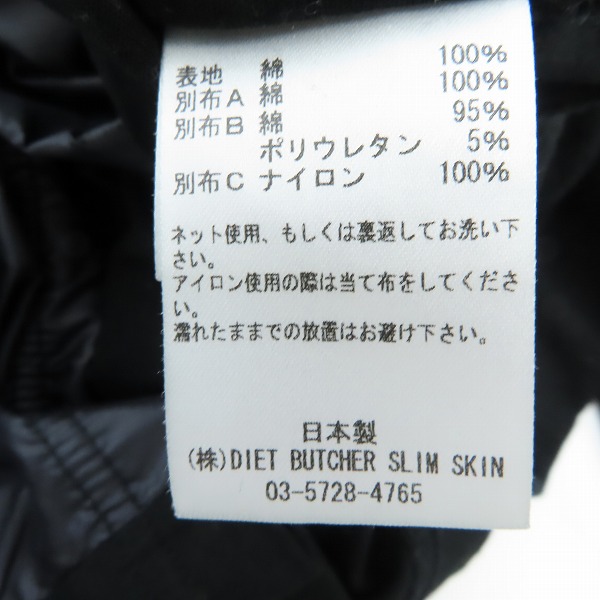 表地 綿 100%
別布A 綿 100%
別布B 綿 95%
ポリウレタン 5%
別布C ナイロン 100%
ネット使用、もしくは裏返してお洗い下
さい。
アイロン使用の際は当て布をしてくださ
い。
濡れたままでの放置はお避け下さい。
日本製
(株)DIET BUTCHER SLIM SKIN
03-5728-4765